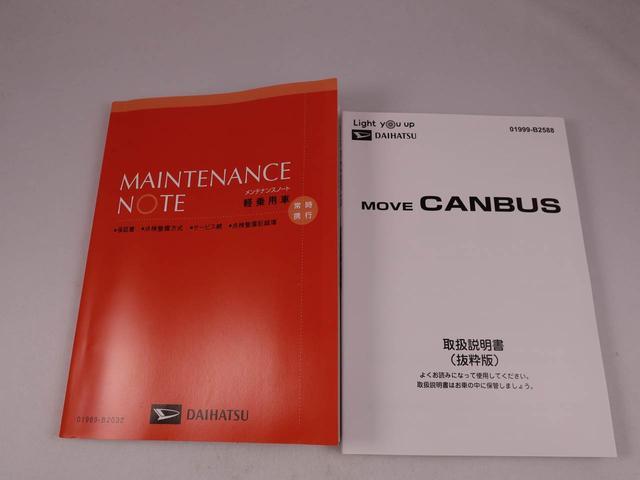 MAINTENANCE
NOTE
メンテナンスノート
軽乗用車
常時
携行
●保証書 ●点検整備方式 ●サービス網 ●点検整備記録簿
DAIHATSU
Light you up
DAIHATSU
01999-B2588
MOVE CANBUS
取扱説明書
(抜粋版)
よくお読みになって使用してください。
取扱説明書はお車の中に保管しましょう。